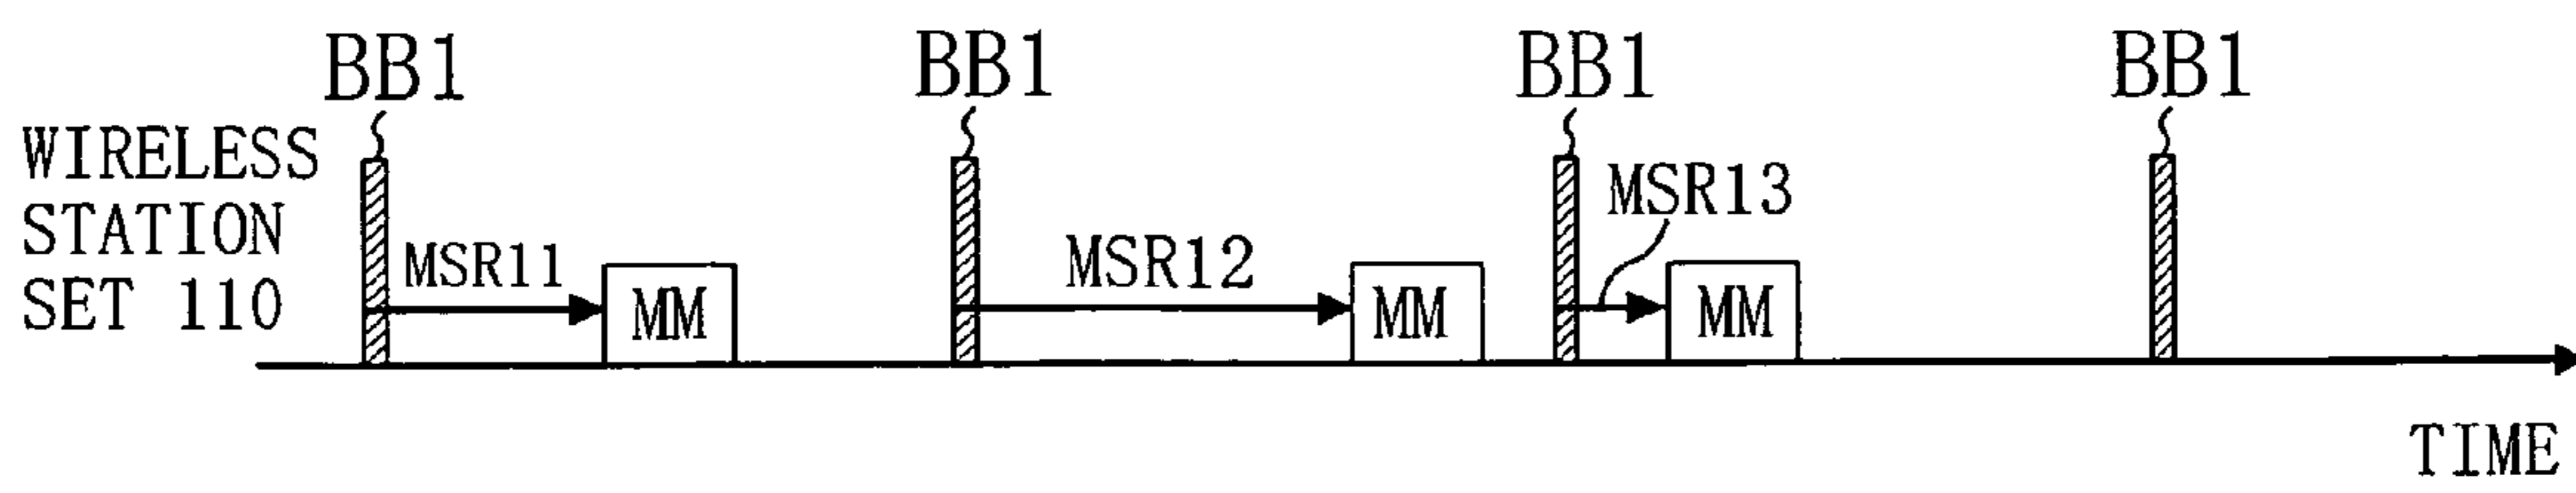 BB1
BB1
BB1
BB1
WIRELESS
STATION
SET 110
MSR11
MM
MSR12
MM
MSR13
MM
TIME